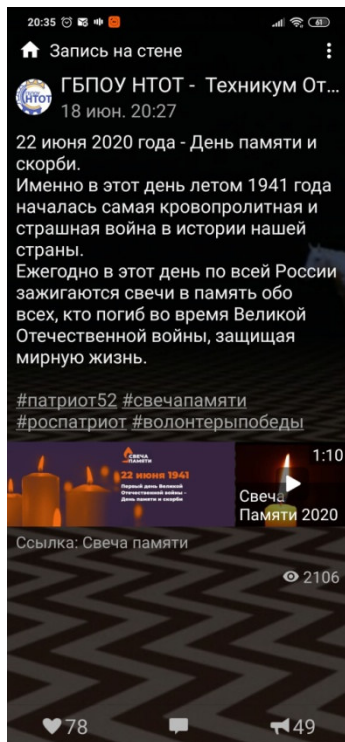 20:35
61
Запись на стене
НТОТ
ГБПОУ НТОТ - Техникум От...
18 июн. 20:27
22 июня 2020 года - День памяти и
скорби.
Именно в этот день летом 1941 года
началась самая кровопролитная и
страшная война в истории нашей
страны.
Ежегодно в этот день по всей России
зажигаются свечи в память обо
всех, кто погиб во время Великой
Отечественной войны, защищая
мирную жизнь.
#патриот52 #свечапамяти
#роспатриот #волонтерыпобеды
СВЕЧА
ПАМЯТИ
22 июня 1941
Первый день Великой
Отечественной войны –
День памяти и скорби
1:10
Свеча
Памяти 2020
Ссылка: Свеча памяти
2106
78
49